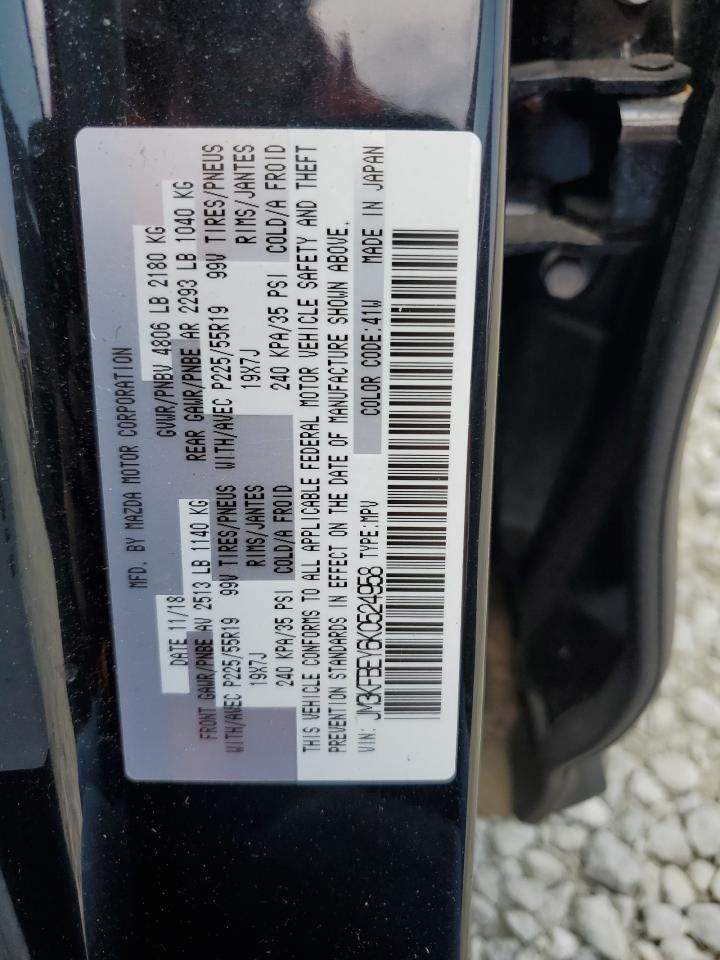 MFD. BY MAZDA MOTOR CORPORATION
DATE 11/18 GVWR/PNBV 4806 LB 2180 KG
FRONT GAWR/PNBE AV 2513 LB 1140 KG REAR GAWR/PNBE AR 2293 LB 1040 KG
WITH/AVEC P225/55R19 99V TIRES/PNEUS WITH/AVEC P225/55R19 99V TIRES/PNEUS
19X7J RIMS/JANTES 19X7J RIMS/JANTES
240 KPA/35 PSI COLD/A FROID 240 KPA/35 PSI COLD/A FROID
THIS VEHICLE CONFORMS TO ALL APPLICABLE FEDERAL MOTOR VEHICLE SAFETY AND THEFT
PREVENTION STANDARDS IN EFFECT ON THE DATE OF MANUFACTURE SHOWN ABOVE.
VIN: JM3KFBEY6K0524958 TYPE:MPV COLOR CODE:41W MADE IN JAPAN